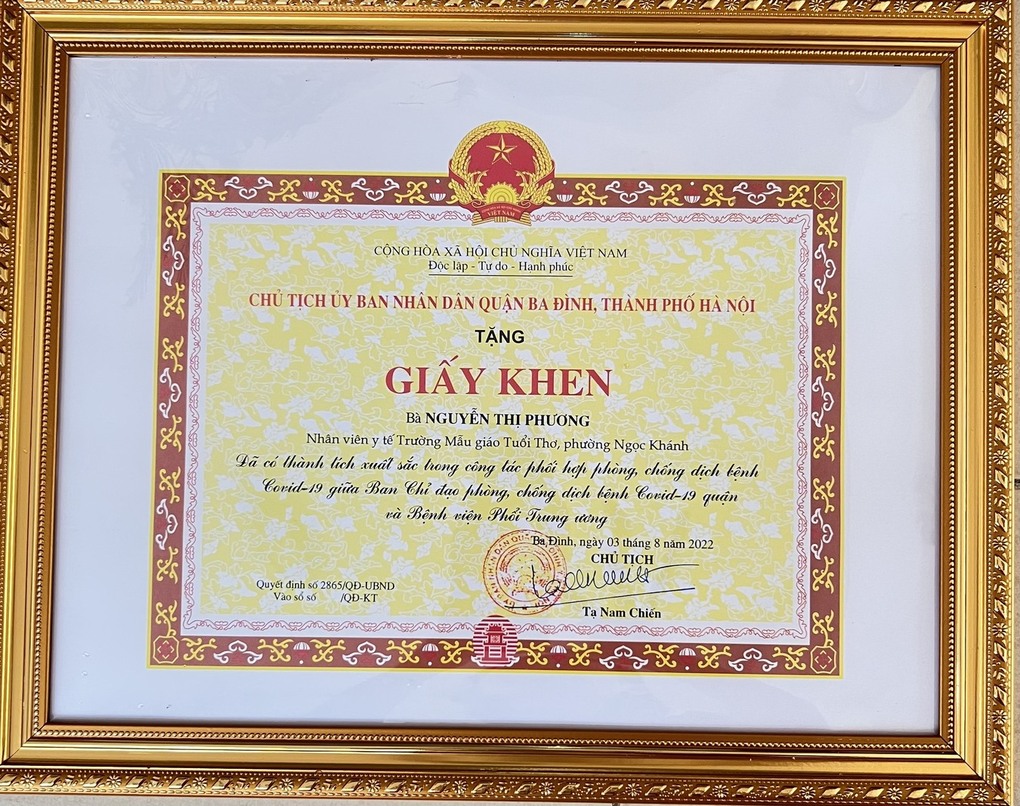 VIỆT NAM
CỘNG HÒA XÃ HỘI CHỦ NGHĨA VIỆT NAM
Độc lập - Tự do - Hạnh phúc
CHỦ TỊCH ỦY BAN NHÂN DÂN QUẬN BA ĐÌNH, THÀNH PHỐ HÀ NỘI
TẶNG
GIẤY KHEN
Bà NGUYỄN THỊ PHƯƠNG
Nhân viên y tế Trường Mẫu giáo Tuổi Thơ, phường Ngọc Khánh
Đã có thành tích xuất sắc trong công tác phối hợp phòng, chống dịch bệnh
Covid-19 giữa Ban Chỉ đạo phòng, chống dịch bệnh Covid-19 quận
và Bệnh viện Phổi Trung ương
Ba Đình, ngày 03 tháng 8 năm 2022
CHỦ TỊCH
Quyết định số 2865/QĐ-UBND
Vào sổ số /QĐ-KT
Tạ Nam Chiến